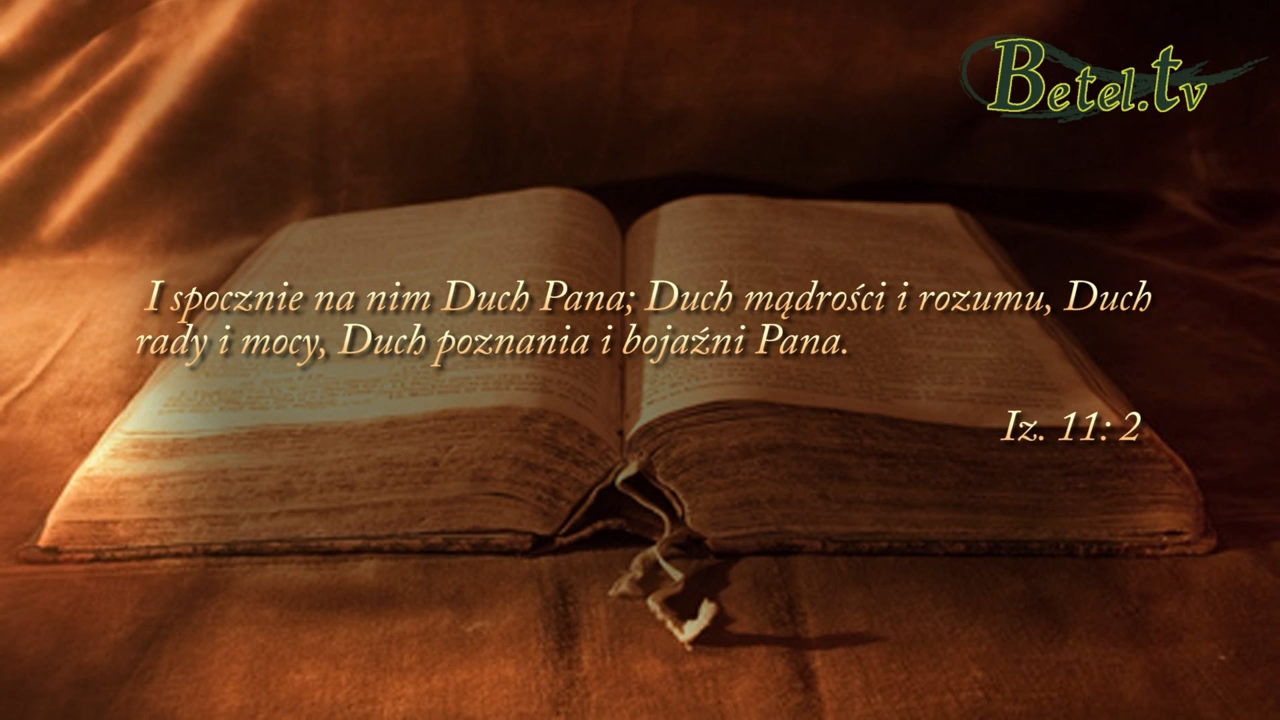 Betel.tv
I spocznie na nim Duch Pana; Duch mądrości i rozumu, Duch
rady i mocy, Duch poznania i bojaźni Pana.
Iz. 11: 2